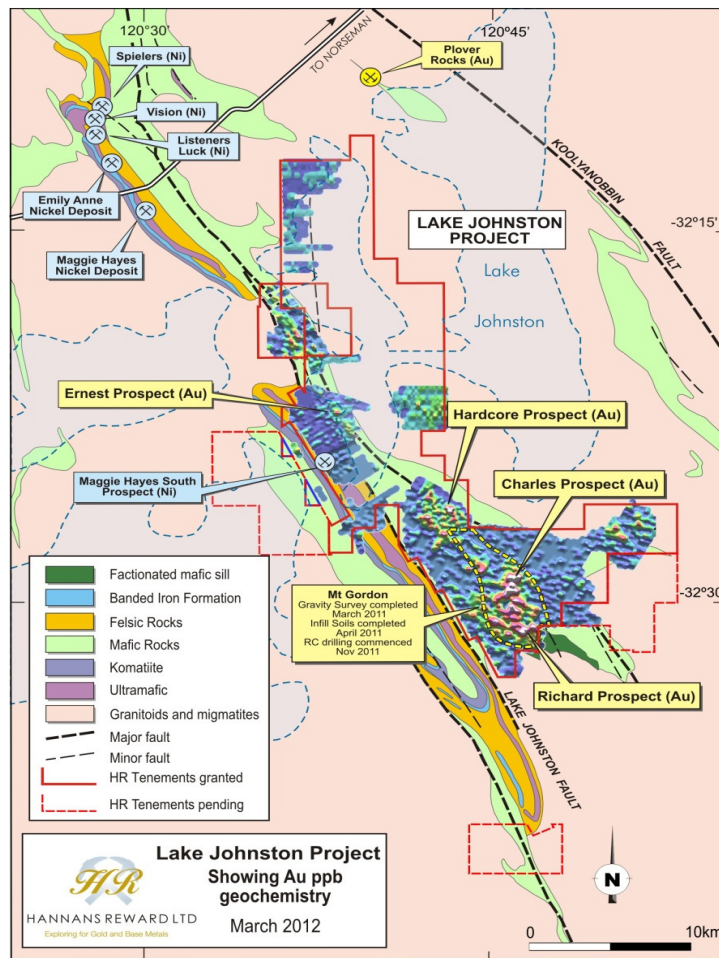 120°30'
120°45'
TO NORSEMAN
Plover
Rocks (Au)
Spielers (Ni)
Vision (Ni)
Listeners
Luck (Ni)
Emily Anne
Nickel Deposit
Maggie Hayes
Nickel Deposit
KOOLYANOBBIN
FAULT
-32°15'
LAKE JOHNSTON
PROJECT
Lake
Johnston
Ernest Prospect (Au)
Hardcore Prospect (Au)
Maggie Hayes South
Prospect (Ni)
Charles Prospect (Au)
-32°30'
Mt Gordon
Gravity Survey completed
March 2011
Infill Soils completed
April 2011
RC drilling commenced
Nov 2011
Richard Prospect (Au)
LAKE JOHNSTON FAULT
Factionated mafic sill
Banded Iron Formation
Felsic Rocks
Mafic Rocks
Komatiite
Ultramafic
Granitoids and migmatites
Major fault
Minor fault
HR Tenements granted
HR Tenements pending
HR
HANNANS REWARD LTD
Exploring for Gold and Base Metals
Lake Johnston Project
Showing Au ppb
geochemistry
March 2012
N
0 10km